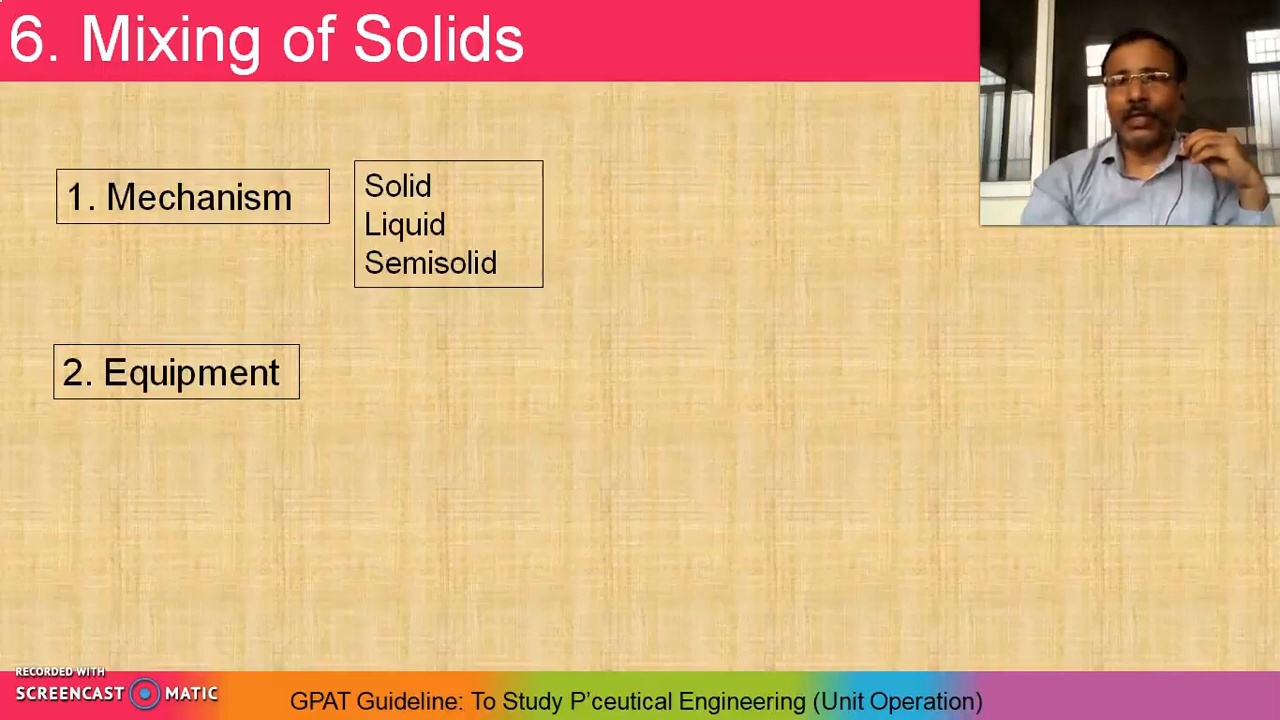 6. Mixing of Solids
1. Mechanism
Solid
Liquid
Semisolid
2. Equipment
RECORDED WITH
SCREENCAST MATIC
GPAT Guideline: To Study P'ceutical Engineering (Unit Operation)